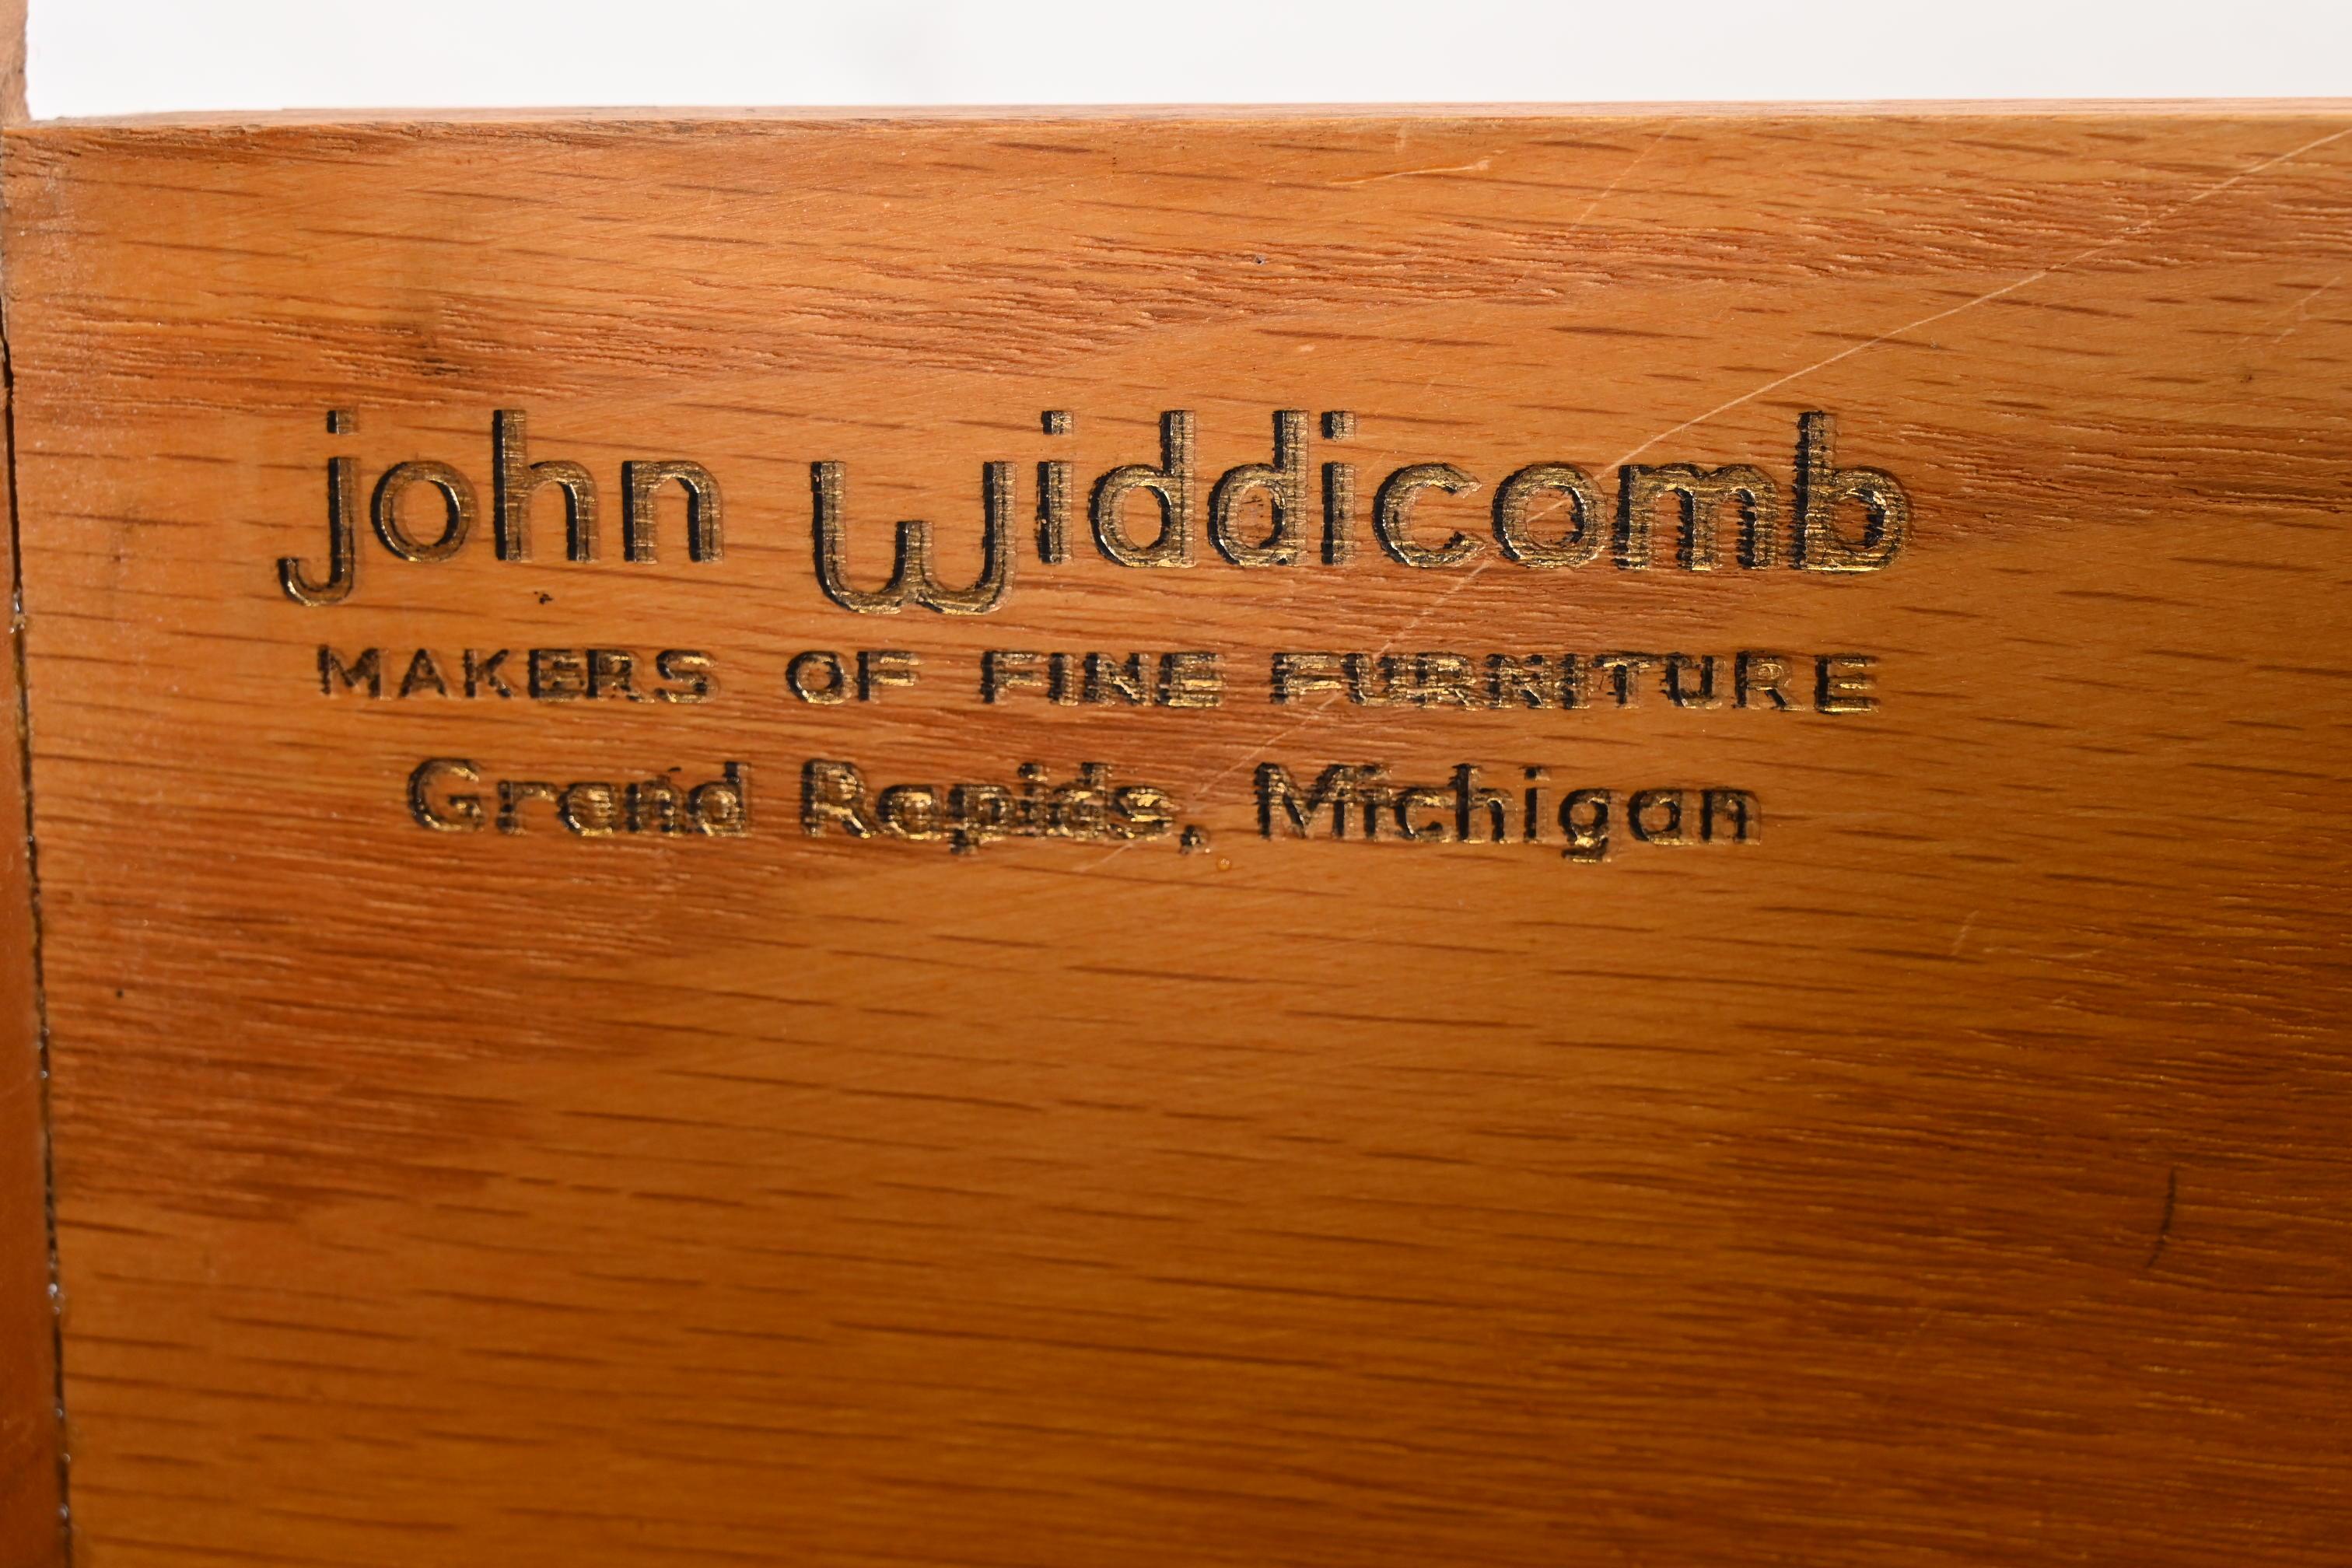 john widdicomb
MAKERS OF FINE FURNITURE
Grand Rapids, Michigan